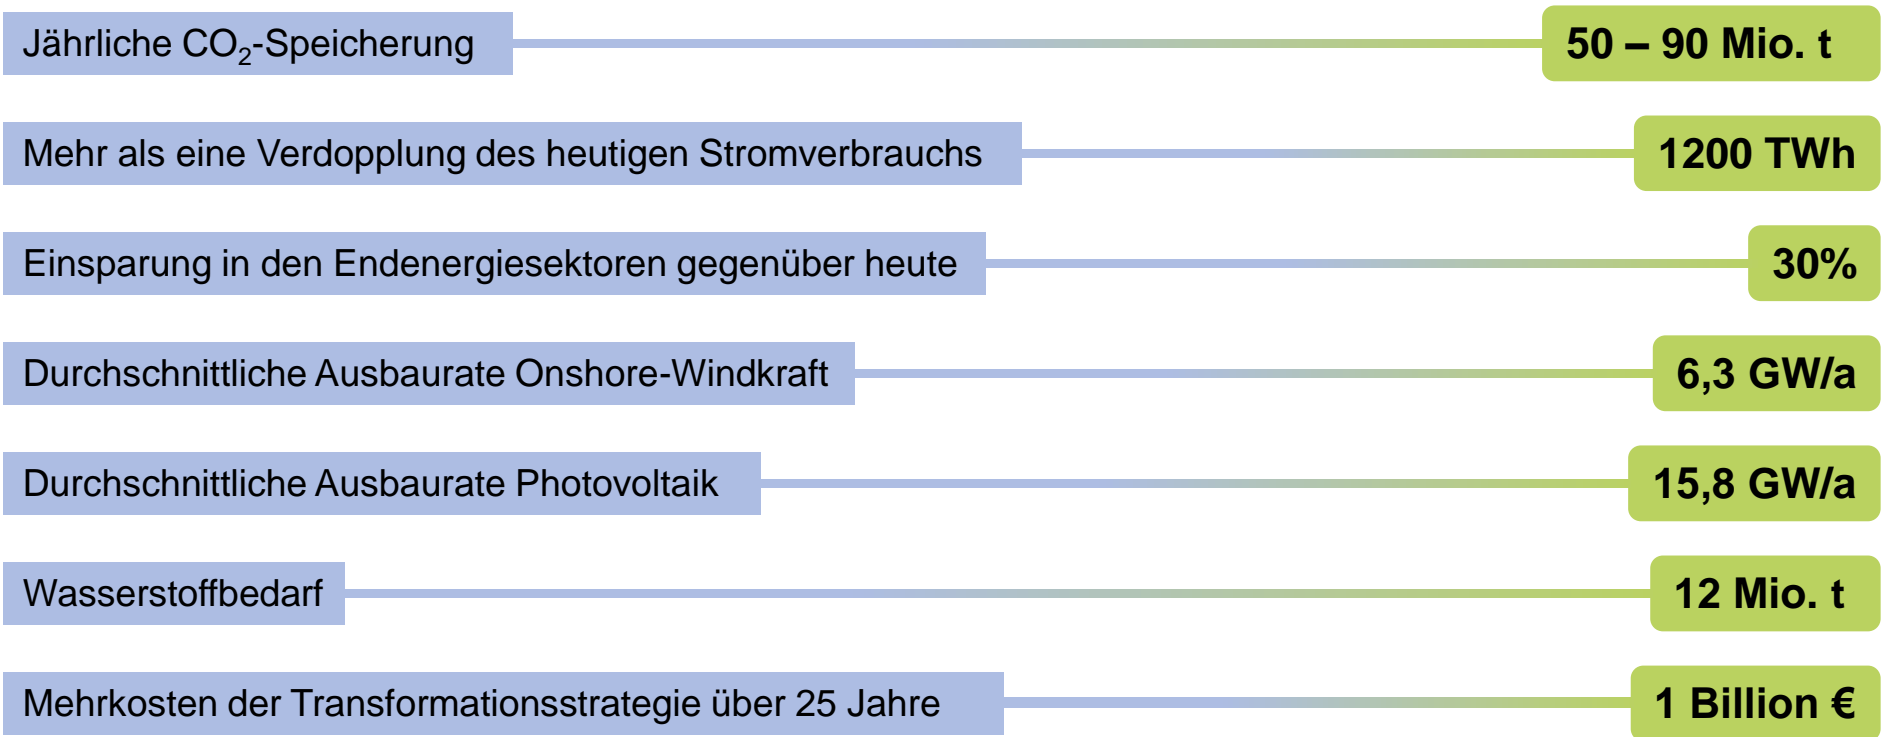 Jährliche CO₂-Speicherung 50 – 90 Mio. t
Mehr als eine Verdopplung des heutigen Stromverbrauchs 1200 TWh
Einsparung in den Endenergiesektoren gegenüber heute 30%
Durchschnittliche Ausbaurate Onshore-Windkraft 6,3 GW/a
Durchschnittliche Ausbaurate Photovoltaik 15,8 GW/a
Wasserstoffbedarf 12 Mio. t
Mehrkosten der Transformationsstrategie über 25 Jahre 1 Billion €